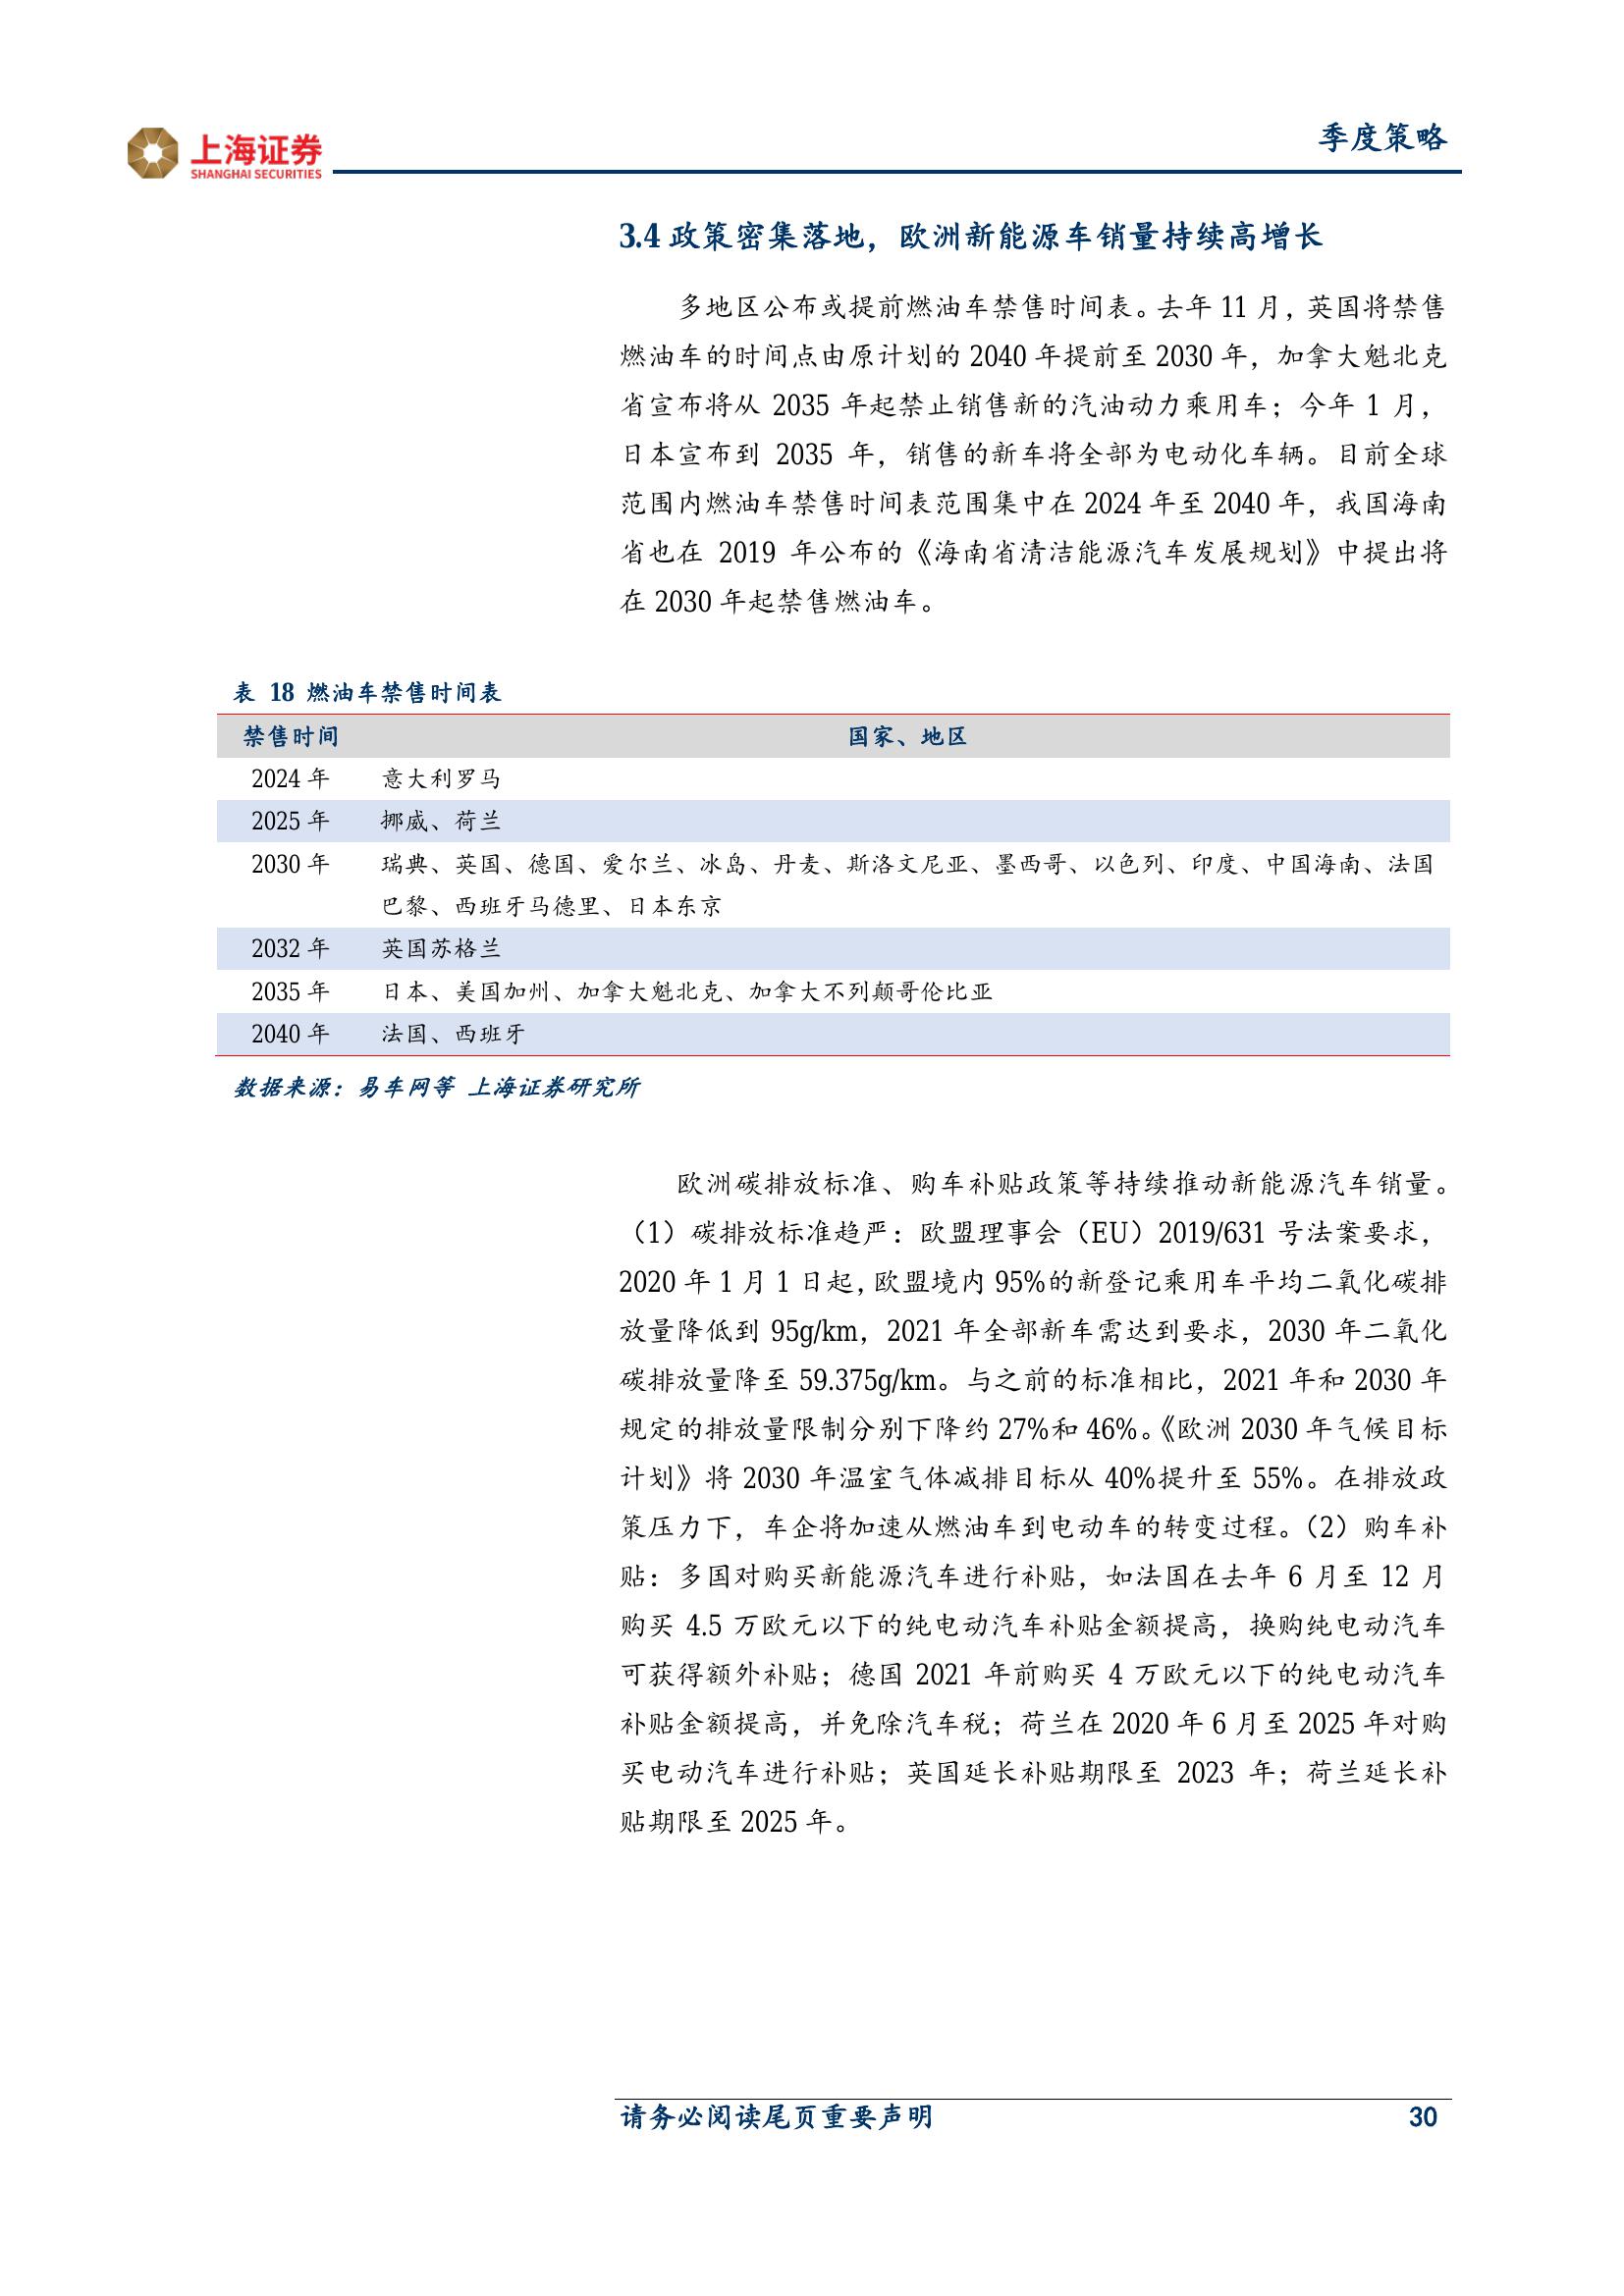 上海证券
SHANGHAI SECURITIES
季度策略
3.4 政策密集落地，欧洲新能源车销量持续高增长
多地区公布或提前燃油车禁售时间表。去年 11 月，英国将禁售
燃油车的时间点由原计划的 2040 年提前至 2030 年，加拿大魁北克
省宣布将从 2035 年起禁止销售新的汽油动力乘用车；今年 1 月，
日本宣布到 2035 年，销售的新车将全部为电动化车辆。目前全球
范围内燃油车禁售时间表范围集中在 2024 年至 2040 年，我国海南
省也在 2019 年公布的《海南省清洁能源汽车发展规划》中提出将
在 2030 年起禁售燃油车。
表 18 燃油车禁售时间表
禁售时间 国家、地区
2024 年 意大利罗马
2025 年 挪威、荷兰
2030 年 瑞典、英国、德国、爱尔兰、冰岛、丹麦、斯洛文尼亚、墨西哥、以色列、印度、中国海南、法国
巴黎、西班牙马德里、日本东京
2032 年 英国苏格兰
2035 年 日本、美国加州、加拿大魁北克、加拿大不列颠哥伦比亚
2040 年 法国、西班牙
数据来源：易车网等 上海证券研究所
欧洲碳排放标准、购车补贴政策等持续推动新能源汽车销量。
（1）碳排放标准趋严：欧盟理事会（EU）2019/631 号法案要求，
2020 年 1 月 1 日起，欧盟境内 95%的新登记乘用车平均二氧化碳排
放量降低到 95g/km，2021 年全部新车需达到要求，2030 年二氧化
碳排放量降至 59.375g/km。与之前的标准相比，2021 年和 2030 年
规定的排放量限制分别下降约 27%和 46%。《欧洲 2030 年气候目标
计划》将 2030 年温室气体减排目标从 40%提升至 55%。在排放政
策压力下，车企将加速从燃油车到电动车的转变过程。（2）购车补
贴：多国对购买新能源汽车进行补贴，如法国在去年 6 月至 12 月
购买 4.5 万欧元以下的纯电动汽车补贴金额提高，换购纯电动汽车
可获得额外补贴；德国 2021 年前购买 4 万欧元以下的纯电动汽车
补贴金额提高，并免除汽车税；荷兰在 2020 年 6 月至 2025 年对购
买电动汽车进行补贴；英国延长补贴期限至 2023 年；荷兰延长补
贴期限至 2025 年。
请务必阅读尾页重要声明 30